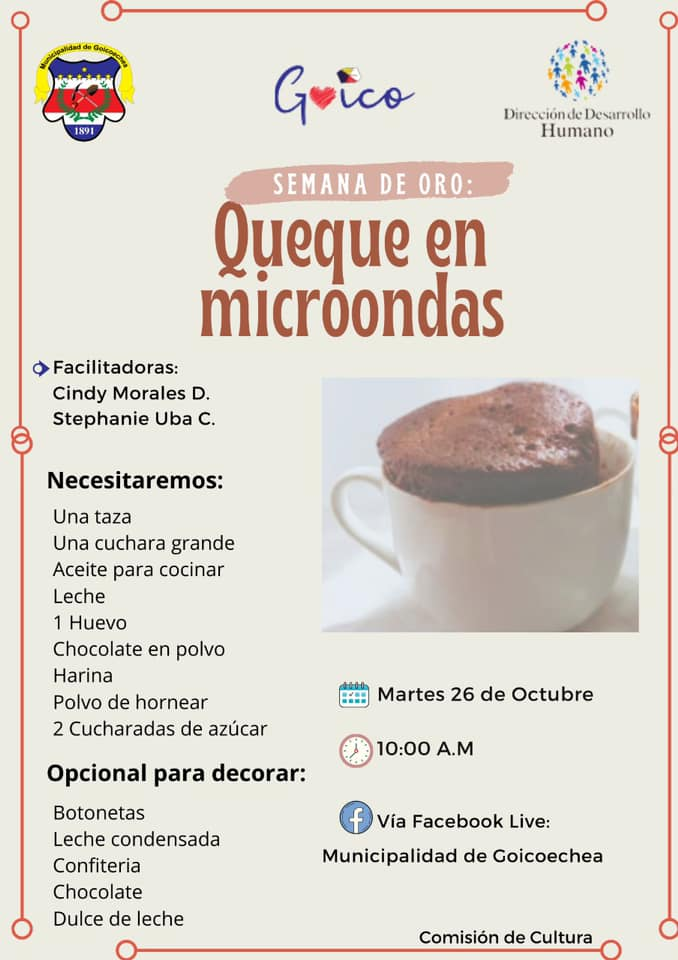 Municipalidad de Goicoechea
1891
Goico
Dirección de Desarrollo
Humano
SEMANA DE ORO:
Queque en
microondas
Facilitadoras:
Cindy Morales D.
Stephanie Uba C.
Necesitaremos:
Una taza
Una cuchara grande
Aceite para cocinar
Leche
1 Huevo
Chocolate en polvo
Harina
Polvo de hornear
2 Cucharadas de azúcar
Opcional para decorar:
Botonetas
Leche condensada
Confiteria
Chocolate
Dulce de leche
Martes 26 de Octubre
10:00 A.M
Vía Facebook Live:
Municipalidad de Goicoechea
Comisión de Cultura